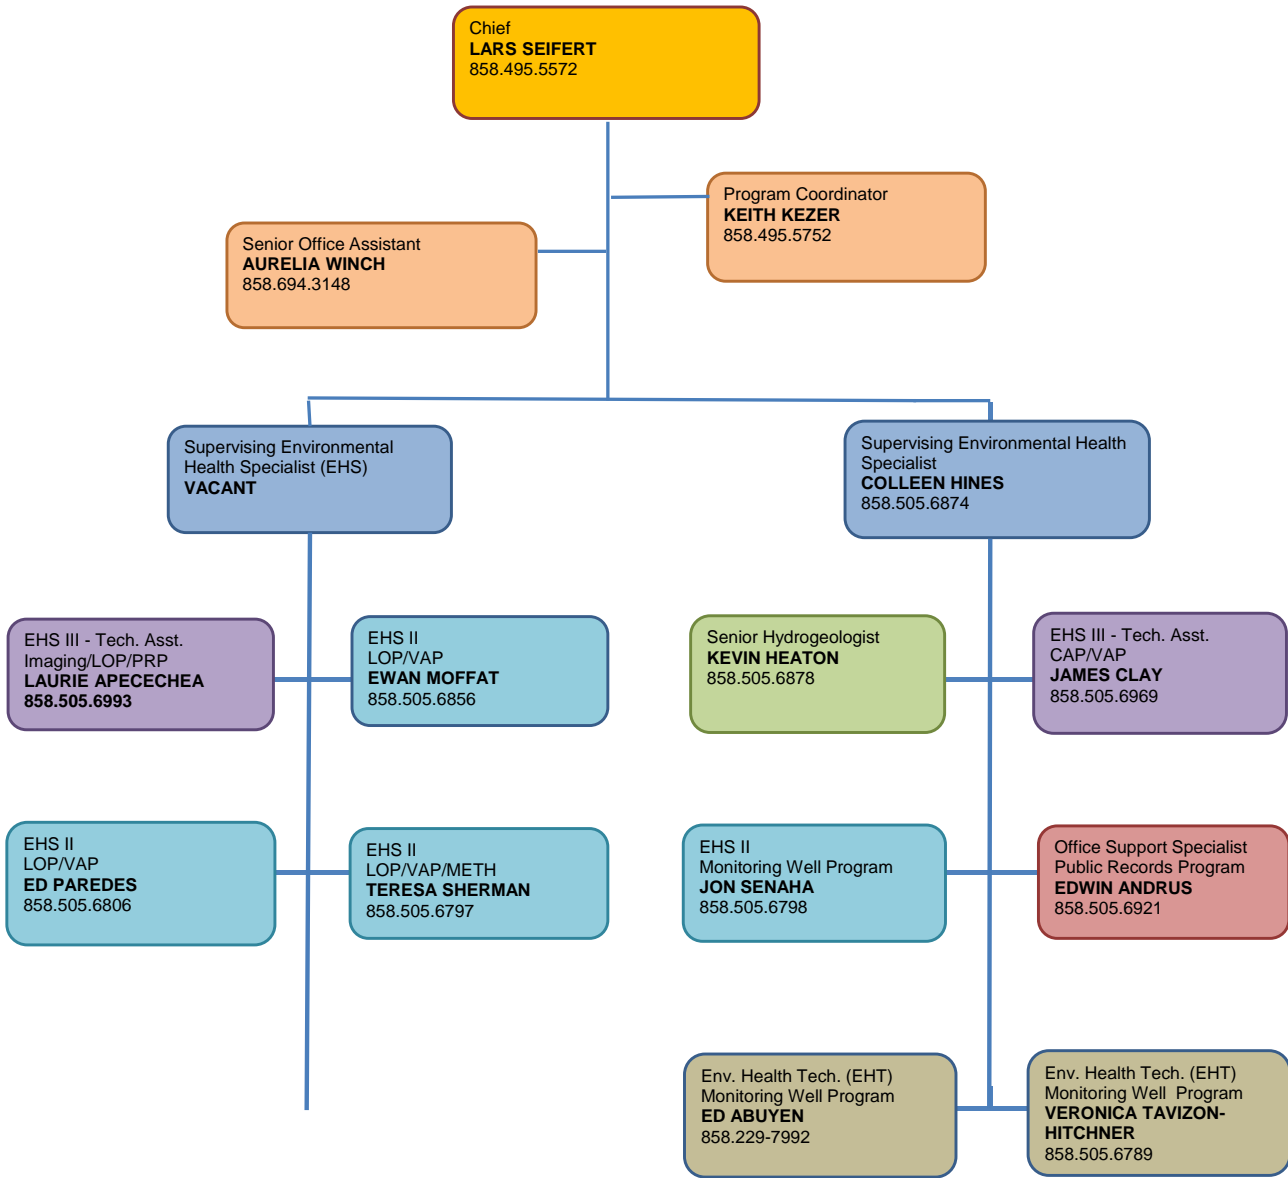 Chief
LARS SEIFERT
858.495.5572
Program Coordinator
KEITH KEZER
858.495.5752
Senior Office Assistant
AURELIA WINCH
858.694.3148
Supervising Environmental
Health Specialist (EHS)
VACANT
Supervising Environmental Health
Specialist
COLLEEN HINES
858.505.6874
EHS III - Tech. Asst.
Imaging/LOP/PRP
LAURIE APECECHEA
858.505.6993
EHS II
LOP/VAP
EWAN MOFFAT
858.505.6856
Senior Hydrogeologist
KEVIN HEATON
858.505.6878
EHS III - Tech. Asst.
CAP/VAP
JAMES CLAY
858.505.6969
EHS II
LOP/VAP
ED PAREDES
858.505.6806
EHS II
LOP/VAP/METH
TERESA SHERMAN
858.505.6797
EHS II
Monitoring Well Program
JON SENAHA
858.505.6798
Office Support Specialist
Public Records Program
EDWIN ANDRUS
858.505.6921
Env. Health Tech. (EHT)
Monitoring Well Program
ED ABUYEN
858.229-7992
Env. Health Tech. (EHT)
Monitoring Well  Program
VERONICA TAVIZON-
HITCHNER
858.505.6789